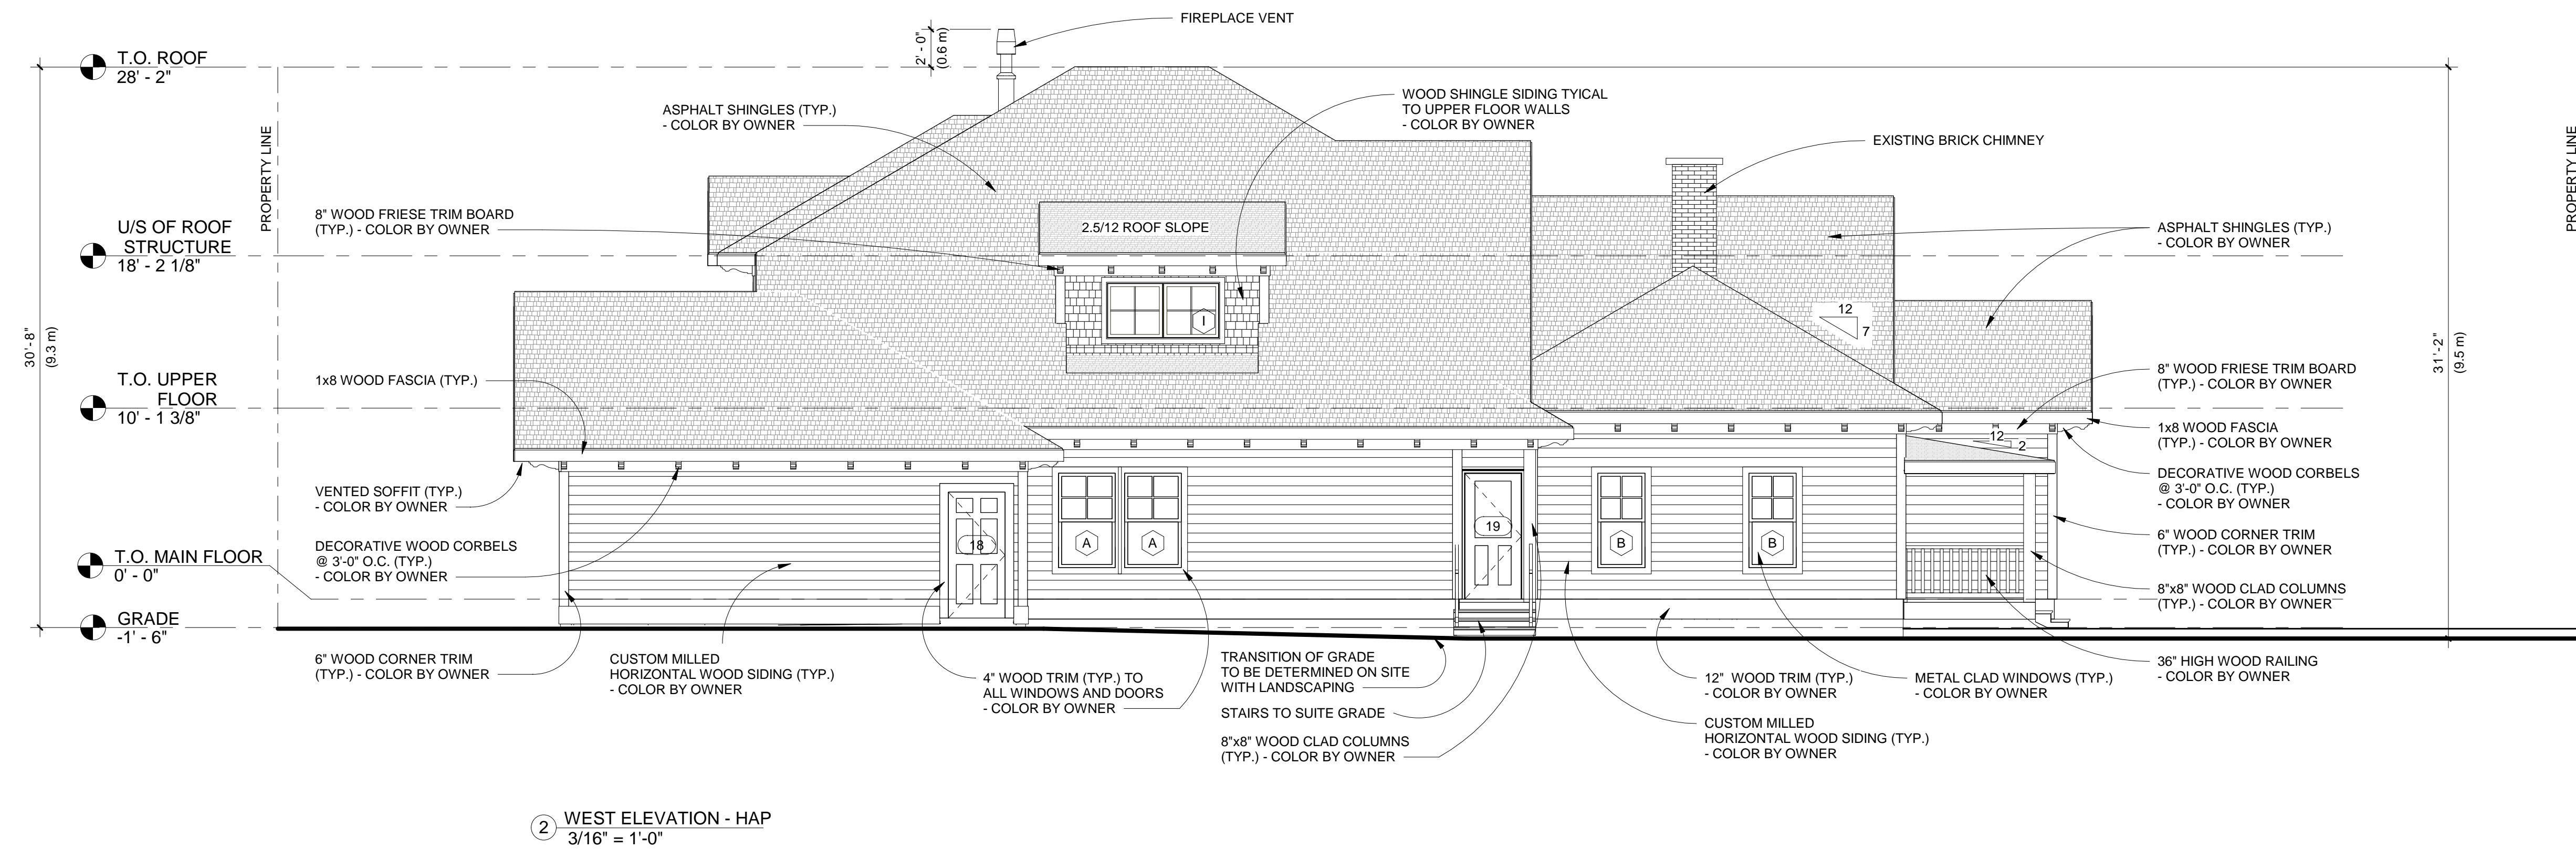 FIREPLACE VENT
2' - 0"
(0.6 m)
T.O. ROOF
28' - 2"
ASPHALT SHINGLES (TYP.)
- COLOR BY OWNER
WOOD SHINGLE SIDING TYICAL
TO UPPER FLOOR WALLS
- COLOR BY OWNER
EXISTING BRICK CHIMNEY
PROPERTY LINE
PROPERTY LINE
8" WOOD FRIESE TRIM BOARD
(TYP.) - COLOR BY OWNER
U/S OF ROOF
STRUCTURE
18' - 2 1/8"
2.5/12 ROOF SLOPE
ASPHALT SHINGLES (TYP.)
- COLOR BY OWNER
I
12
7
30' - 8"
(9.3 m)
31' - 2"
(9.5 m)
1x8 WOOD FASCIA (TYP.)
T.O. UPPER
FLOOR
10' - 1 3/8"
8" WOOD FRIESE TRIM BOARD
(TYP.) - COLOR BY OWNER
1x8 WOOD FASCIA
(TYP.) - COLOR BY OWNER
12
2
DECORATIVE WOOD CORBELS
@ 3'-0" O.C. (TYP.)
- COLOR BY OWNER
VENTED SOFFIT (TYP.)
- COLOR BY OWNER
DECORATIVE WOOD CORBELS
@ 3'-0" O.C. (TYP.)
- COLOR BY OWNER
18
A
A
19
B
B
6" WOOD CORNER TRIM
(TYP.) - COLOR BY OWNER
8"x8" WOOD CLAD COLUMNS
(TYP.) - COLOR BY OWNER
T.O. MAIN FLOOR
0' - 0"
GRADE
-1' - 6"
6" WOOD CORNER TRIM
(TYP.) - COLOR BY OWNER
CUSTOM MILLED
HORIZONTAL WOOD SIDING (TYP.)
- COLOR BY OWNER
4" WOOD TRIM (TYP.) TO
ALL WINDOWS AND DOORS
- COLOR BY OWNER
TRANSITION OF GRADE
TO BE DETERMINED ON SITE
WITH LANDSCAPING
STAIRS TO SUITE GRADE
8"x8" WOOD CLAD COLUMNS
(TYP.) - COLOR BY OWNER
12" WOOD TRIM (TYP.)
- COLOR BY OWNER
CUSTOM MILLED
HORIZONTAL WOOD SIDING (TYP.)
- COLOR BY OWNER
METAL CLAD WINDOWS (TYP.)
- COLOR BY OWNER
36" HIGH WOOD RAILING
- COLOR BY OWNER
2
WEST ELEVATION - HAP
3/16" = 1'-0"